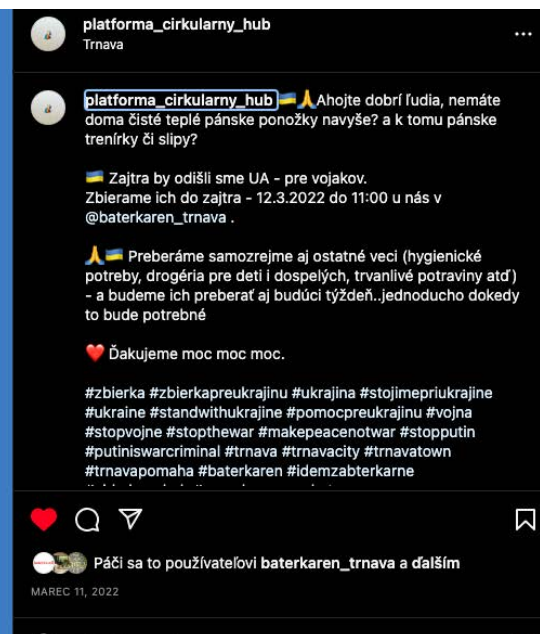 platforma_cirkularny_hub
Trnava
platforma_cirkularny_hub 🇺🇦🙏Ahojte dobrí ľudia, nemáte
doma čisté teplé pánske ponožky navyše? a k tomu pánske
trenírky či slipy?
🇺🇦 Zajtra by odišli sme UA - pre vojakov.
Zbierame ich do zajtra - 12.3.2022 do 11:00 u nás v
@baterkaren_trnava .
🙏🇺🇦 Preberáme samozrejme aj ostatné veci (hygienické
potreby, drogéria pre deti i dospelých, trvanlivé potraviny atď)
- a budeme ich preberať aj budúci týždeň..jednoducho dokedy
to bude potrebné
❤️ Ďakujeme moc moc moc.
#zbierka #zbierkapreukrajinu #ukrajina #stojimepriukrajine
#ukraine #standwithukrajine #pomocpreukrajinu #vojna
#stopvojne #stopthewar #makepeacenotwar #stopputin
#putiniswarcriminal #trnava #trnavacity #trnavatown
#trnavapomaha #baterkaren #idemzabterkarne
Páči sa to používateľovi baterkaren_trnava a ďalším
MAREC 11, 2022